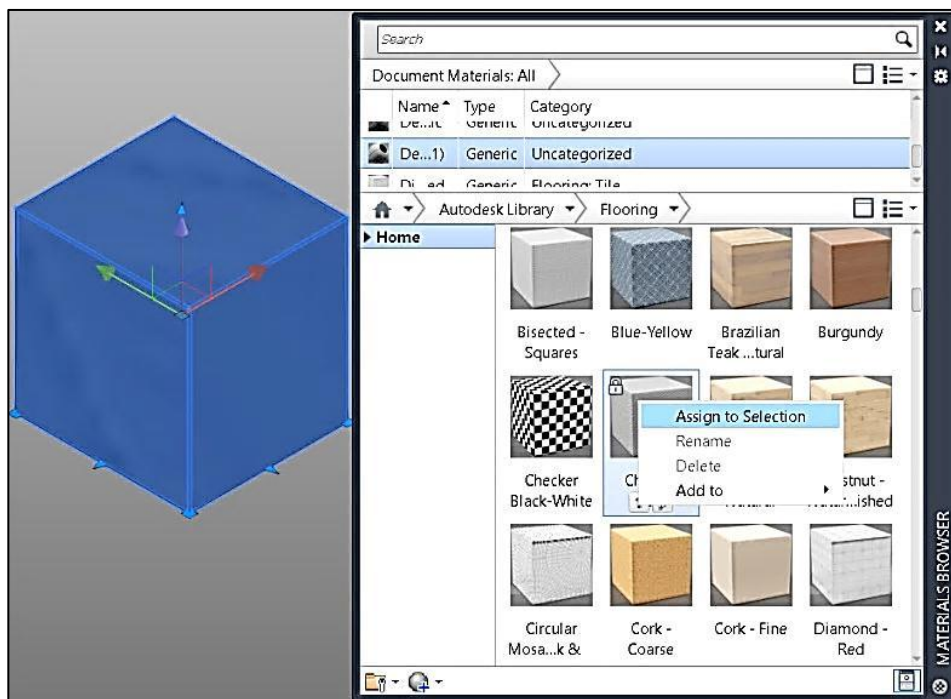 Search
Document Materials: All
Name Type Category
De...1) Generic Uncategorized
Di...ed Generic Flooring: Tile
Autodesk Library Flooring
Home
Bisected - Squares
Blue-Yellow
Brazilian Teak ...tural
Burgundy
Checker Black-White
Assign to Selection
Rename
Delete
Add to
Circular Mosa...k &
Cork - Coarse
Cork - Fine
Diamond - Red
MATERIALS BROWSER